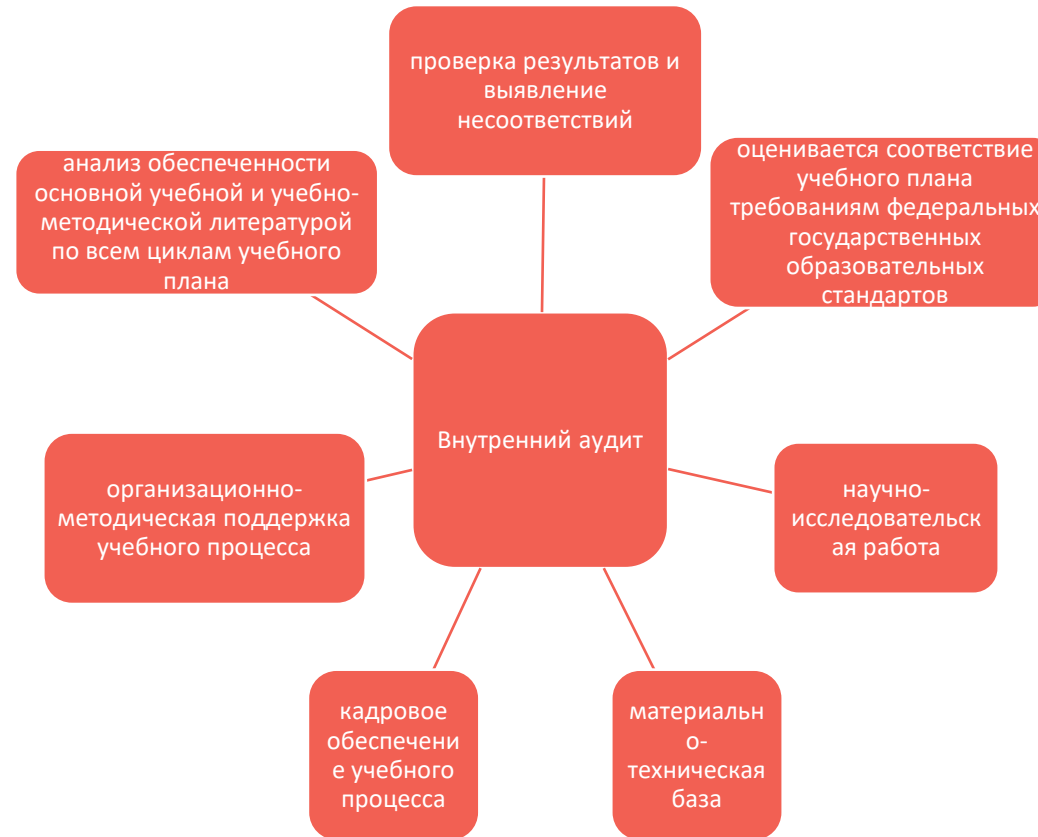 проверка результатов и
выявление
несоответствий
анализ обеспеченности
основной учебной и учебно-
методической литературой
по всем циклам учебного
плана
оценивается соответствие
учебного плана
требованиям федеральных
государственных
образовательных
стандартов
Внутренний аудит
организационно-
методическая поддержка
учебного процесса
научно-
исследовательск
ая работа
кадровое
обеспечени
е учебного
процесса
материальн
о-
техническая
база